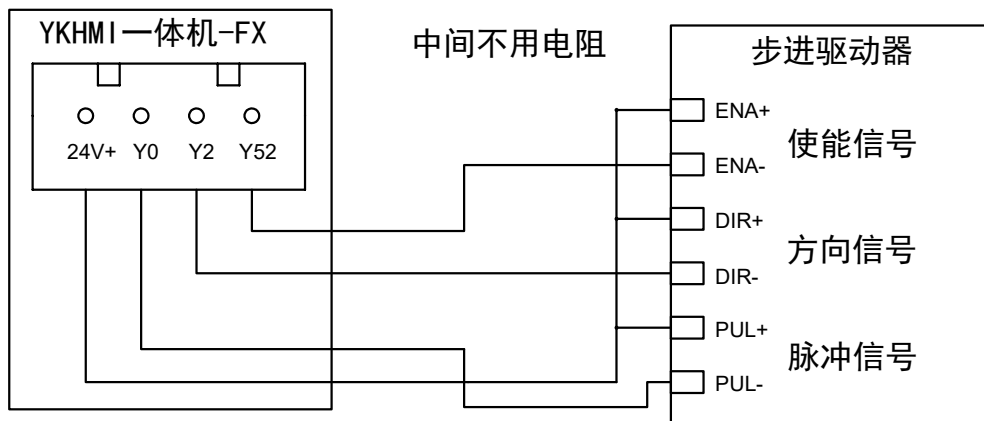 YKHMI一体机-FX
中间不用电阻
步进驱动器
24V+ Y0 Y2 Y52
ENA+
使能信号
ENA-
DIR+
方向信号
DIR-
PUL+
脉冲信号
PUL-